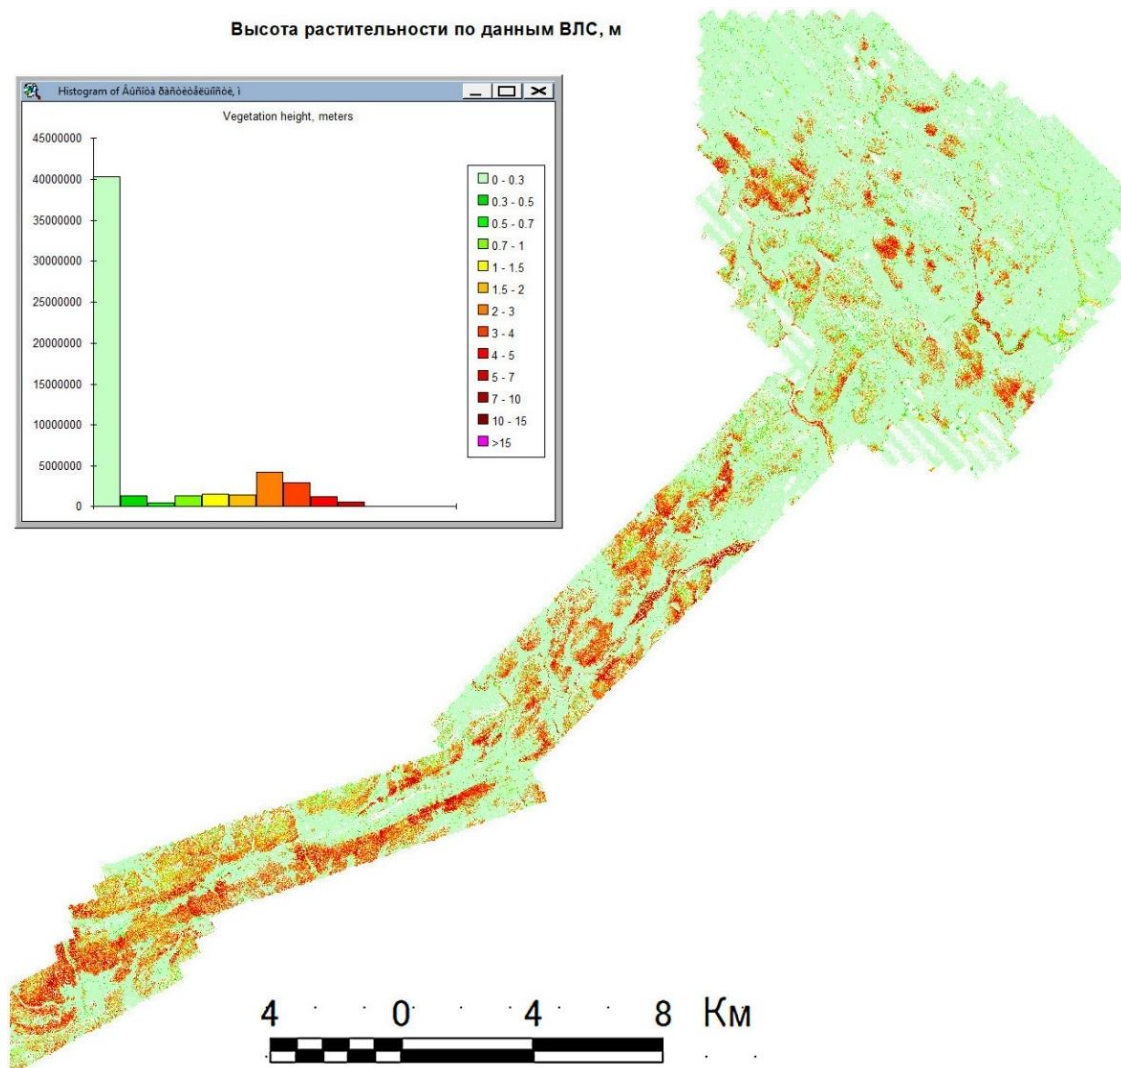 Высота растительности по данным ВЛС, м
Histogram of Âûñîòà ðàñòèòåëüíîñòè, ì
Vegetation height, meters
45000000
40000000
35000000
30000000
25000000
20000000
15000000
10000000
5000000
0
0 - 0.3
0.3 - 0.5
0.5 - 0.7
0.7 - 1
1 - 1.5
1.5 - 2
2 - 3
3 - 4
4 - 5
5 - 7
7 - 10
10 - 15
>15
4 0 4 8 Км